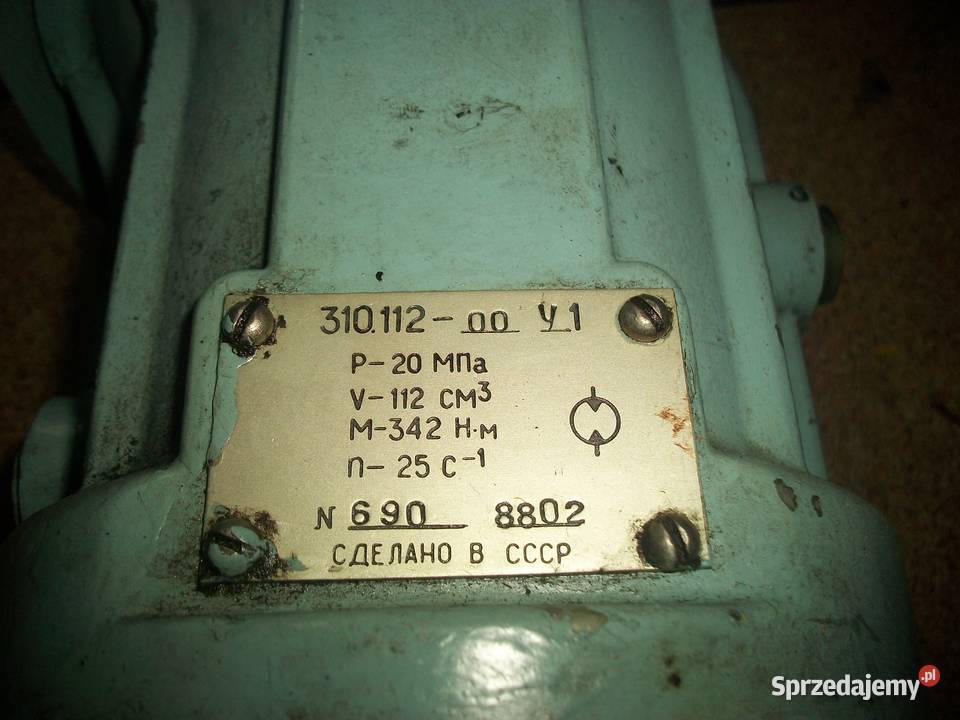 310.112-00 У1
Р-20 МПа
V-112 см³
М-342 Н·м
п-25 С⁻¹
N 690 8802
СДЕЛАНО В СССР
Sprzedajemy.pl